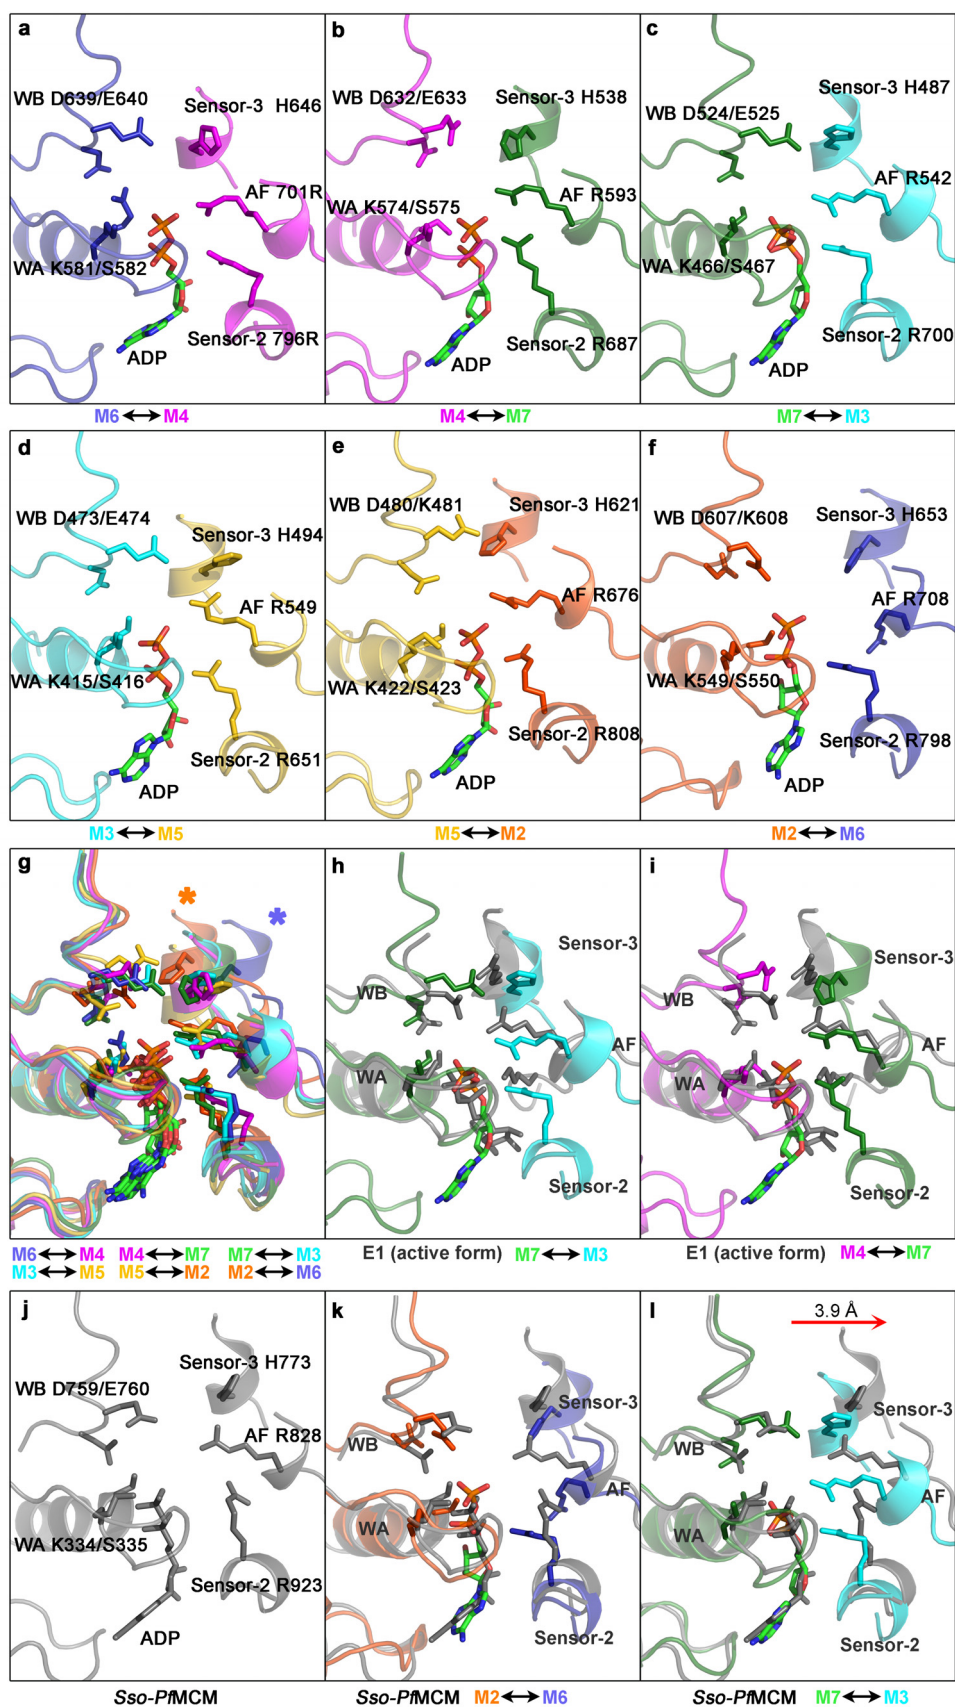 a
WB D639/E640
Sensor-3 H646
AF 701R
WA K581/S582
Sensor-2 796R
ADP
M6 ↔ M4
b
WB D632/E633
Sensor-3 H538
AF R593
WA K574/S575
Sensor-2 R687
ADP
M4 ↔ M7
c
Sensor-3 H487
WB D524/E525
AF R542
WA K466/S467
Sensor-2 R700
ADP
M7 ↔ M3
d
WB D473/E474
Sensor-3 H494
AF R549
WA K415/S416
Sensor-2 R651
ADP
M3 ↔ M5
e
WB D480/K481
Sensor-3 H621
AF R676
WA K422/S423
Sensor-2 R808
ADP
M5 ↔ M2
f
WB D607/K608
Sensor-3 H653
AF R708
WA K549/S550
Sensor-2 R798
ADP
M2 ↔ M6
g
*
*
M6 ↔ M4 M4 ↔ M7 M7 ↔ M3
M3 ↔ M5 M5 ↔ M2 M2 ↔ M6
h
Sensor-3
WB
AF
WA
Sensor-2
E1 (active form) M7 ↔ M3
i
Sensor-3
WB
AF
WA
Sensor-2
E1 (active form) M4 ↔ M7
j
Sensor-3 H773
WB D759/E760
AF R828
WA K334/S335
Sensor-2 R923
ADP
Sso-PfMCM
k
Sensor-3
WB
AF
WA
Sensor-2
Sso-PfMCM M2 ↔ M6
l
3.9 Å
Sensor-3
WB
AF
WA
Sensor-2
Sso-PfMCM M7 ↔ M3